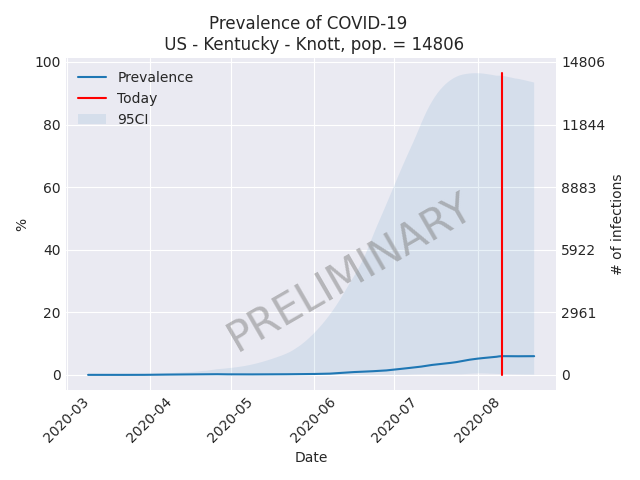 Prevalence of COVID-19
US - Kentucky - Knott, pop. = 14806
100
80
60
40
20
0
%
Prevalence
Today
95CI
PRELIMINARY
14806
11844
8883
5922
2961
0
# of infections
2020-03
2020-04
2020-05
2020-06
2020-07
2020-08
Date